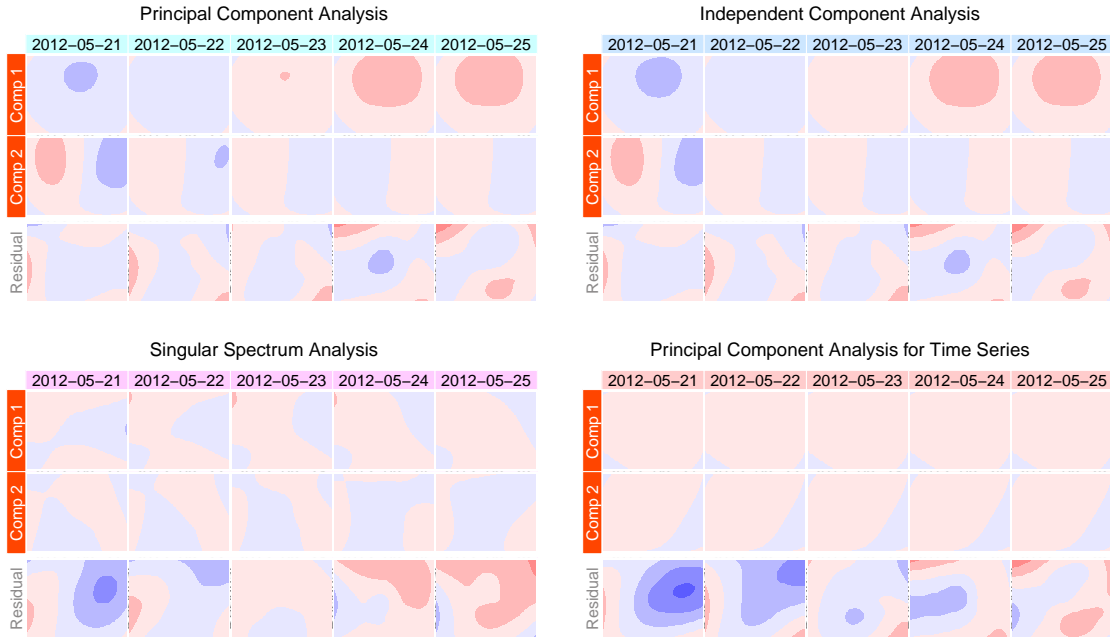 Principal Component Analysis
2012−05−21 2012−05−22 2012−05−23 2012−05−24 2012−05−25
Comp 1
Comp 2
Residual
Independent Component Analysis
2012−05−21 2012−05−22 2012−05−23 2012−05−24 2012−05−25
Comp 1
Comp 2
Residual
Singular Spectrum Analysis
2012−05−21 2012−05−22 2012−05−23 2012−05−24 2012−05−25
Comp 1
Comp 2
Residual
Principal Component Analysis for Time Series
2012−05−21 2012−05−22 2012−05−23 2012−05−24 2012−05−25
Comp 1
Comp 2
Residual